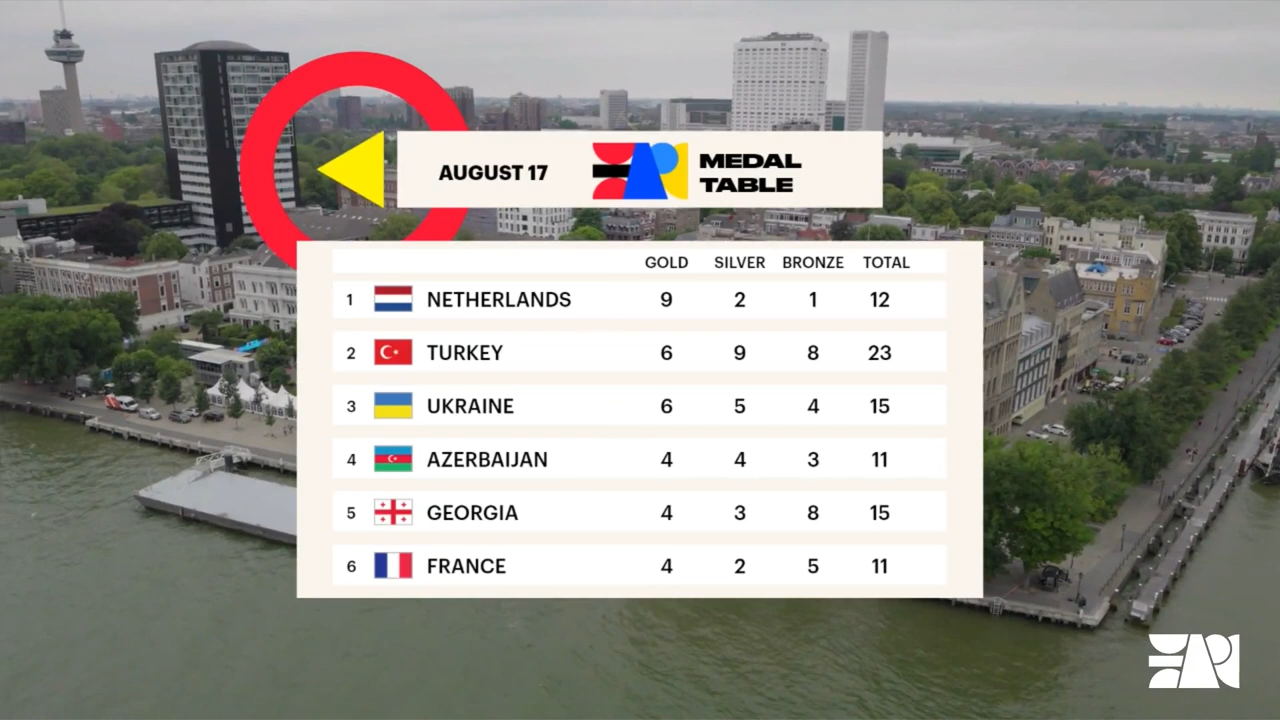 AUGUST 17
MEDAL
TABLE
GOLD SILVER BRONZE TOTAL
1 NETHERLANDS 9 2 1 12
2 TURKEY 6 9 8 23
3 UKRAINE 6 5 4 15
4 AZERBAIJAN 4 4 3 11
5 GEORGIA 4 3 8 15
6 FRANCE 4 2 5 11